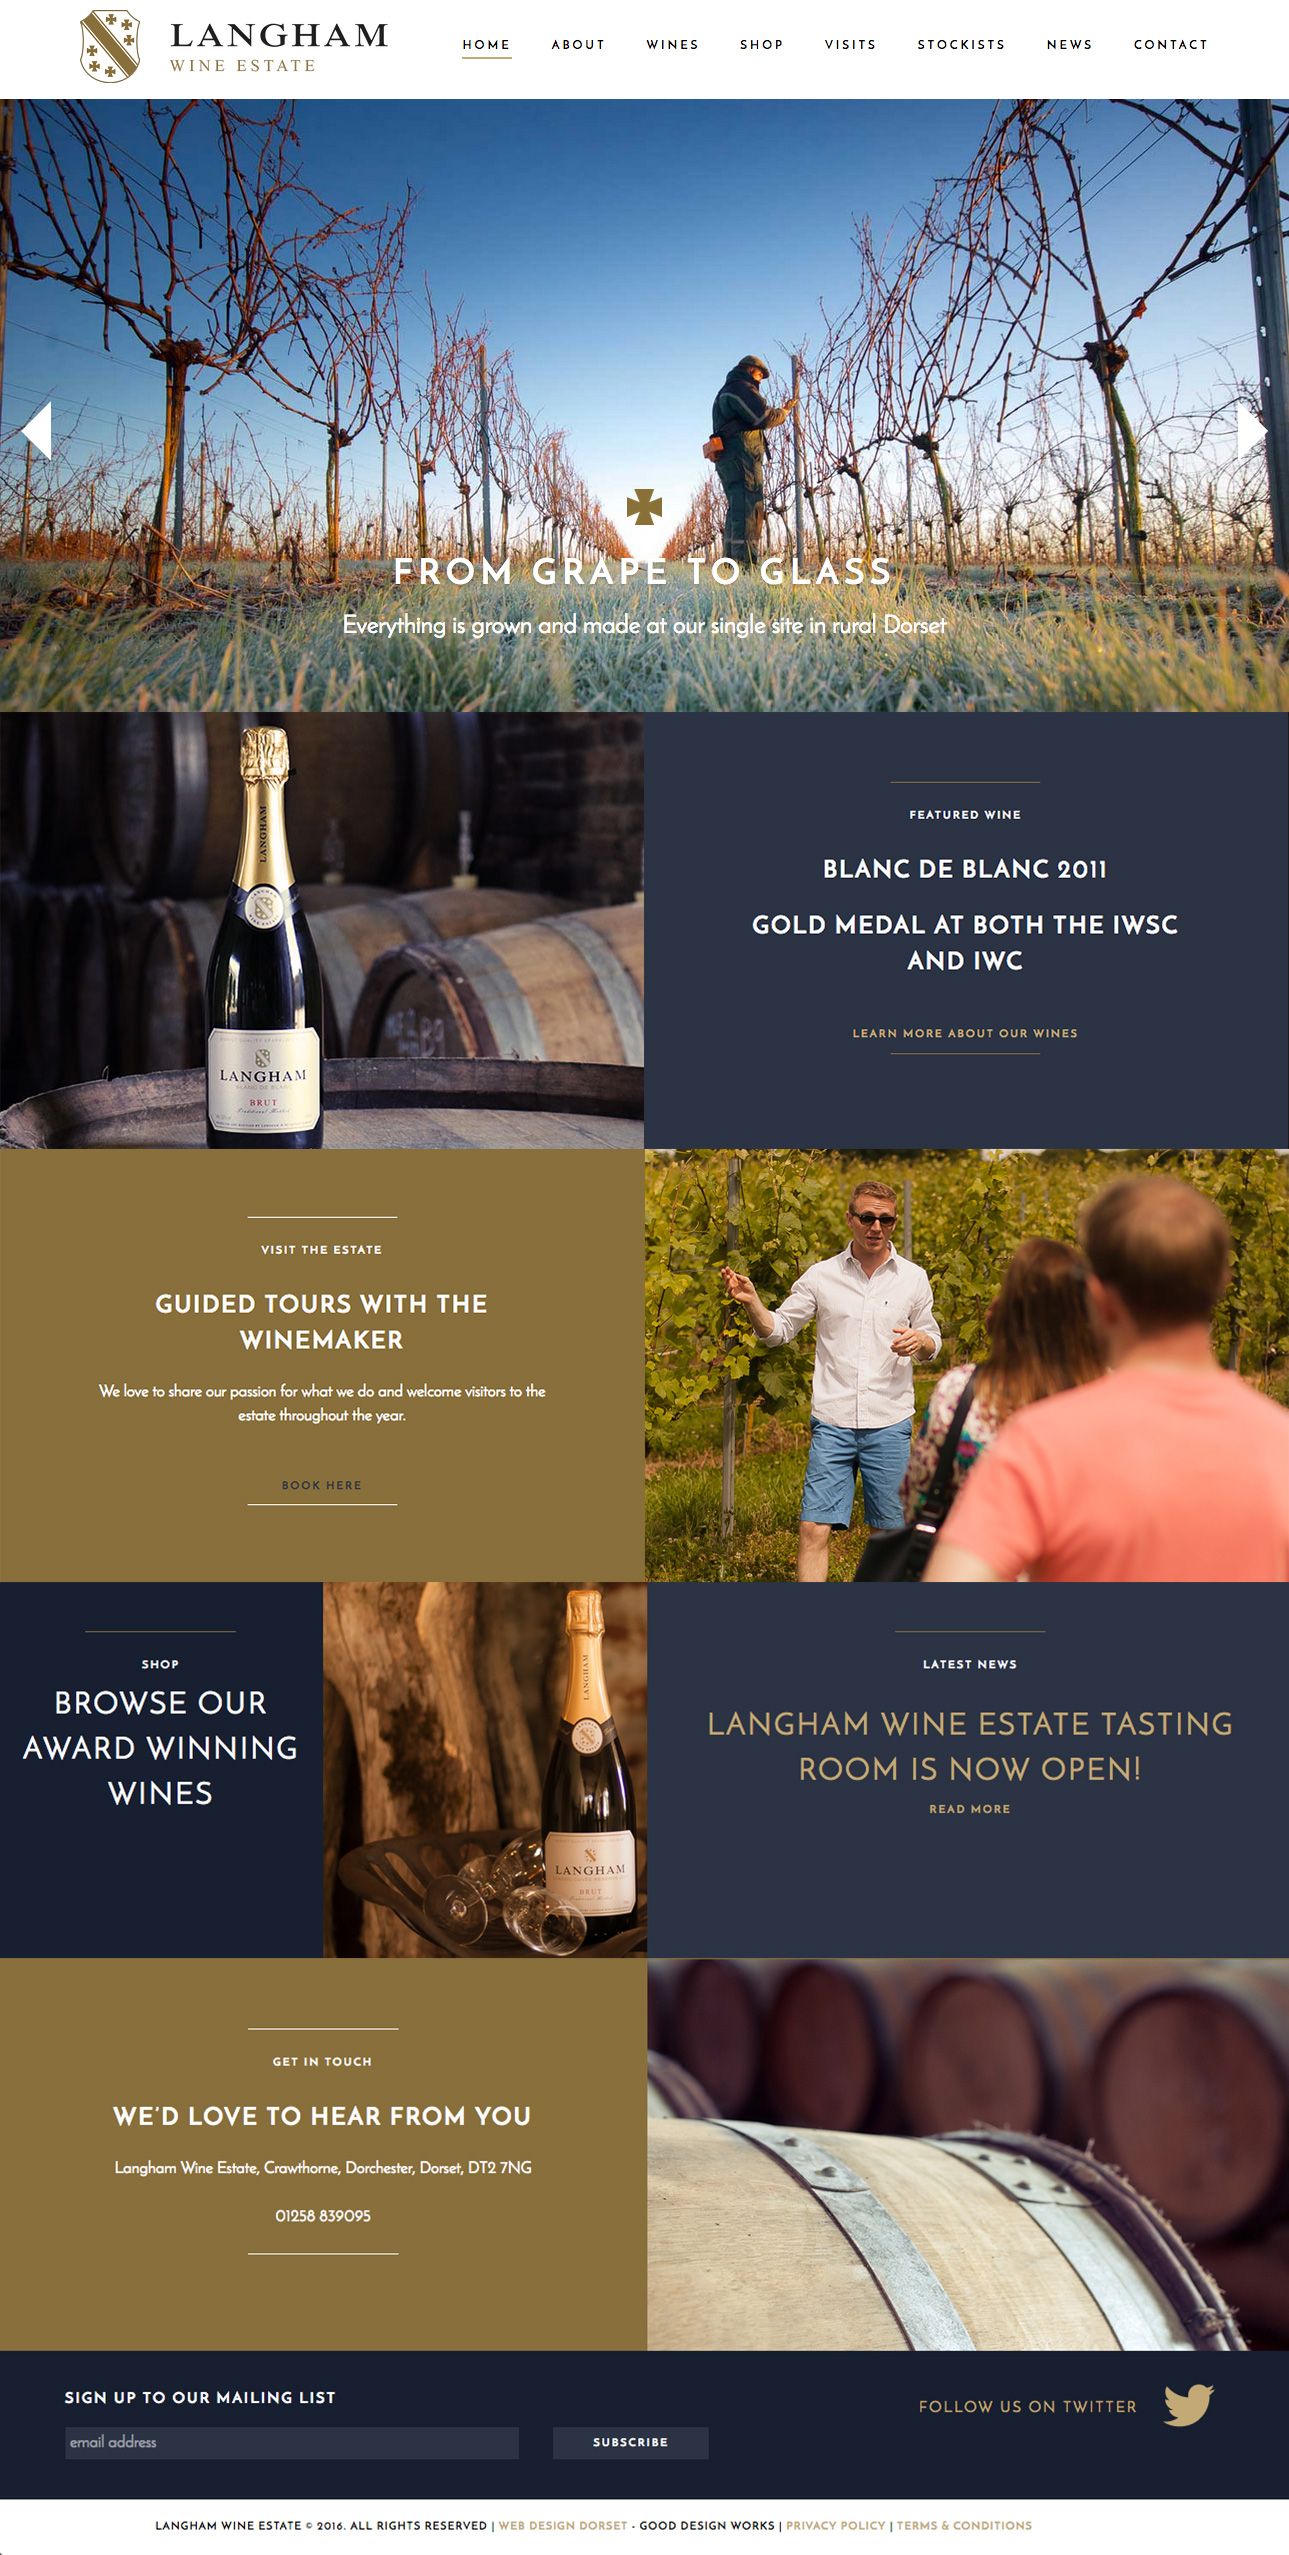 LANGHAM
WINE ESTATE
HOME ABOUT WINES SHOP VISITS STOCKISTS NEWS CONTACT
FROM GRAPE TO GLASS
Everything is grown and made at our single site in rural Dorset
LANGHAM
LANGHAM
BLANC DE BLANC
BRUT
Traditional Method
FEATURED WINE
BLANC DE BLANC 2011
GOLD MEDAL AT BOTH THE IWSC
AND IWC
LEARN MORE ABOUT OUR WINES
VISIT THE ESTATE
GUIDED TOURS WITH THE
WINEMAKER
We love to share our passion for what we do and welcome visitors to the
estate throughout the year.
BOOK HERE
SHOP
BROWSE OUR
AWARD WINNING
WINES
LANGHAM
LANGHAM
BRUT
LATEST NEWS
LANGHAM WINE ESTATE TASTING
ROOM IS NOW OPEN!
READ MORE
GET IN TOUCH
WE'D LOVE TO HEAR FROM YOU
Langham Wine Estate, Crawthorne, Dorchester, Dorset, DT2 7NG
01258 839095
SIGN UP TO OUR MAILING LIST
email address
SUBSCRIBE
FOLLOW US ON TWITTER
LANGHAM WINE ESTATE © 2016. ALL RIGHTS RESERVED | WEB DESIGN DORSET - GOOD DESIGN WORKS | PRIVACY POLICY | TERMS & CONDITIONS